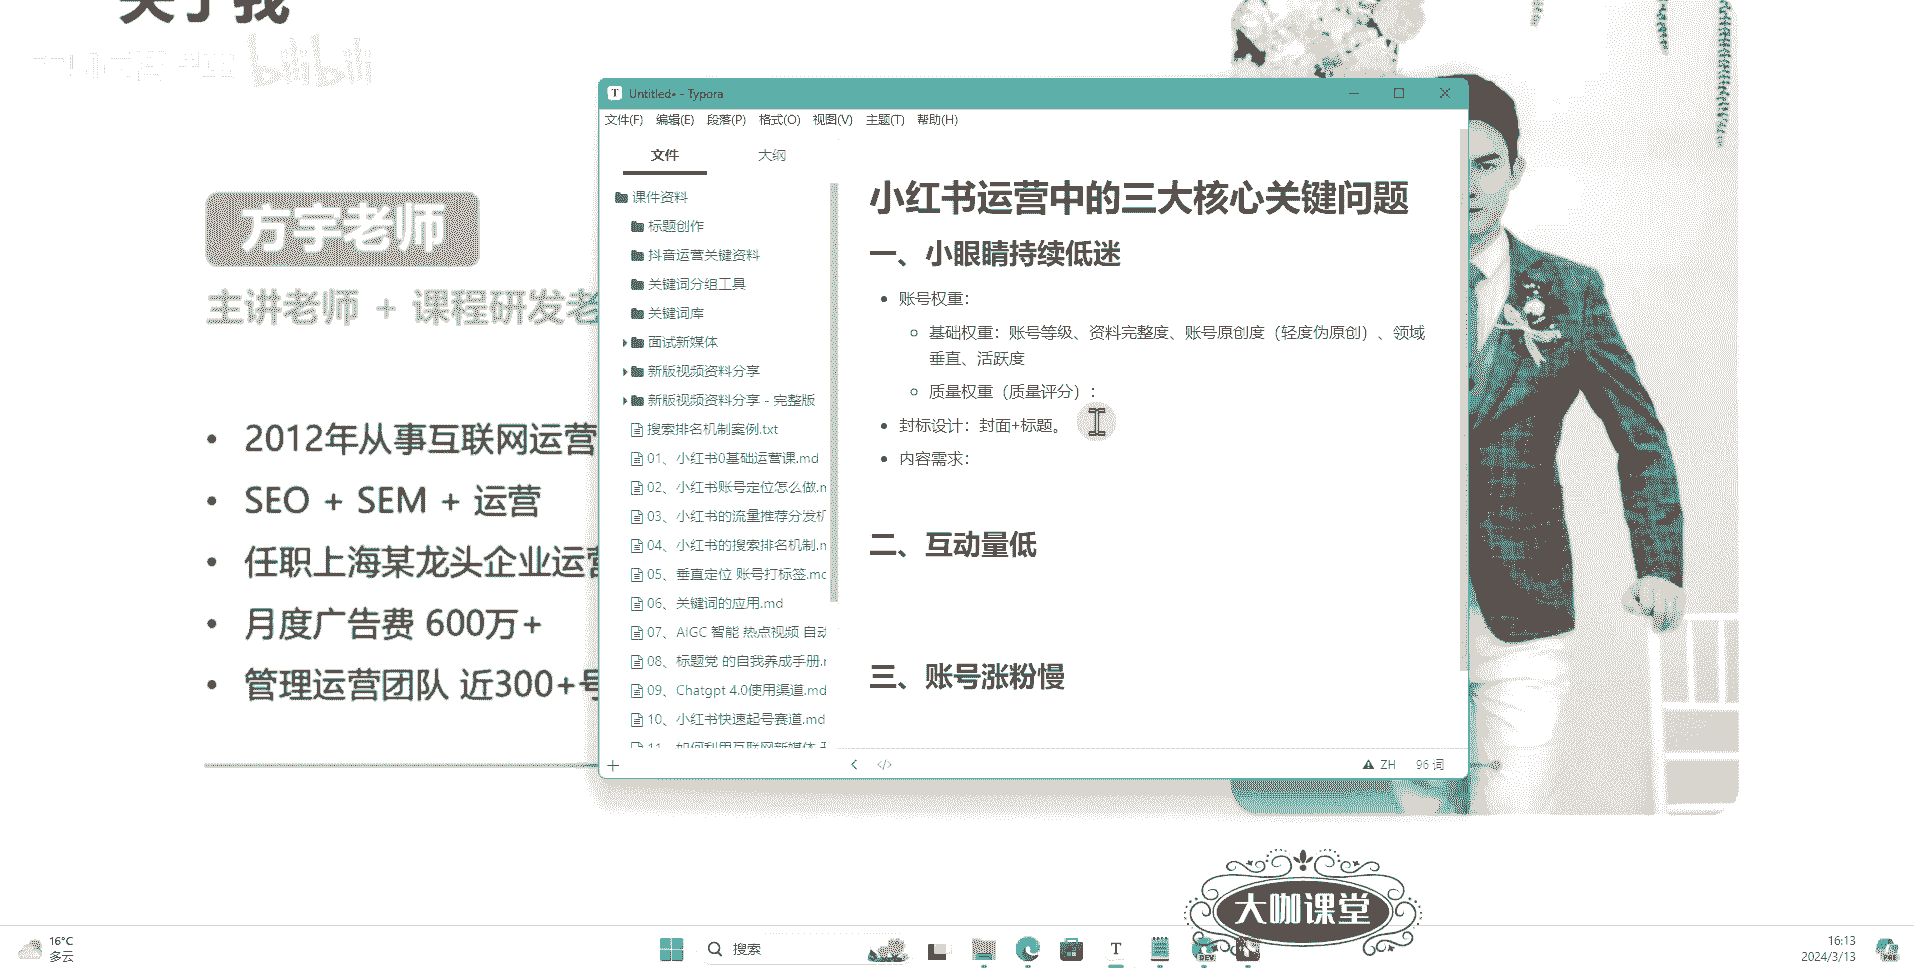 关于我
bilibili
方宇老师
主讲老师 + 课程研发老
2012年从事互联网运营
SEO + SEM + 运营
任职上海某龙头企业运营
月度广告费 600万+
管理运营团队 近300+号
Untitled• - Typora
文件(F) 编辑(E) 段落(P) 格式(O) 视图(V) 主题(T) 帮助(H)
文件 大纲
课件资料
标题创作
抖音运营关键资料
关键词分组工具
关键词库
面试新媒体
新版视频资料分享
新版视频资料分享 - 完整版
搜索排名机制案例.txt
01、小红书0基础运营课.md
02、小红书账号定位怎么做.m
03、小红书的流量推荐分发机
04、小红书的搜索排名机制.m
05、垂直定位 账号打标签.md
06、关键词的应用.md
07、AIGC 智能 热点视频 自动
08、标题党 的自我养成手册.m
09、Chatgpt 4.0使用渠道.md
10、小红书快速起号赛道.md
11、如何利用互联网新媒体
小红书运营中的三大核心关键问题
一、小眼睛持续低迷
账号权重：
基础权重：账号等级、资料完整度、账号原创度（轻度伪原创）、领域
垂直、活跃度
质量权重（质量评分）：
封标设计：封面+标题。
内容需求：
二、互动量低
三、账号涨粉慢
ZH 96 词
大咖课堂
16°C
多云
搜索
16:13
2024/3/13